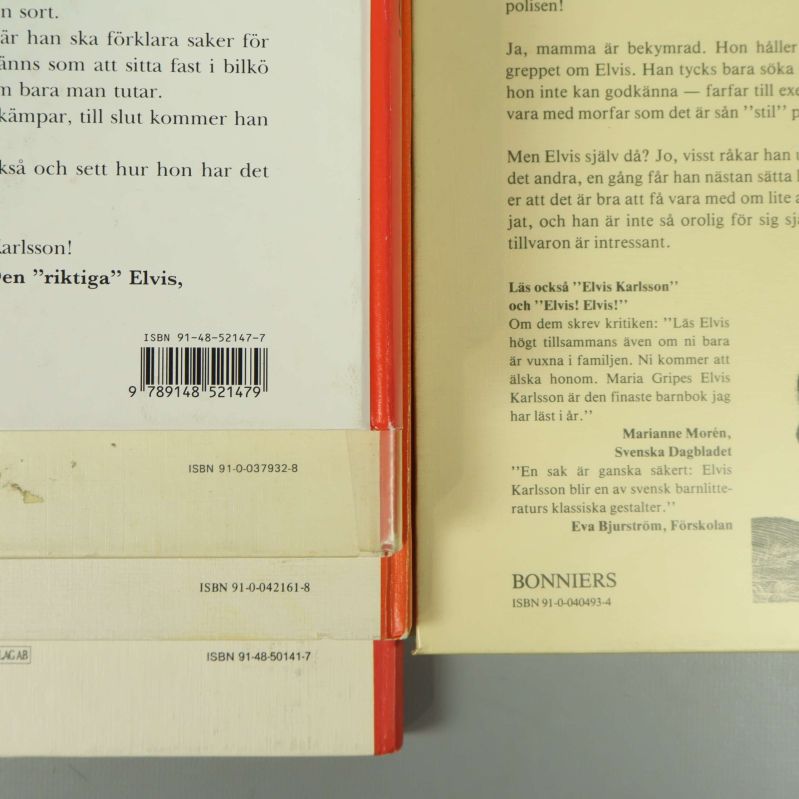 n sort.
är han ska förklara saker för
änns som att sitta fast i bilkö
n bara man tutar.
kämpar, till slut kommer han
kså och sett hur hon har det
Karlsson!
Den ”riktiga” Elvis,
ISBN 91-48-52147-7
9 789148 521479
ISBN 91-0-037932-8
ISBN 91-0-042161-8
LAG AB
ISBN 91-48-50141-7
polisen!
Ja, mamma är bekymrad. Hon håller
greppet om Elvis. Han tycks bara söka
hon inte kan godkänna — farfar till exe
vara med morfar som det är sån ”stil” p
Men Elvis själv då? Jo, visst råkar han u
det andra, en gång får han nästan sätta l
er att det är bra att få vara med om lite a
jat, och han är inte så orolig för sig sjä
tillvaron är intressant.
Läs också ”Elvis Karlsson”
och ”Elvis! Elvis!”
Om dem skrev kritiken: ”Läs Elvis
högt tillsammans även om ni bara
är vuxna i familjen. Ni kommer att
älska honom. Maria Gripes Elvis
Karlsson är den finaste barnbok jag
har läst i år.”
Marianne Morén,
Svenska Dagbladet
”En sak är ganska säkert: Elvis
Karlsson blir en av svensk barnlitte-
raturs klassiska gestalter.”
Eva Bjurström, Förskolan
BONNIERS
ISBN 91-0-040493-4